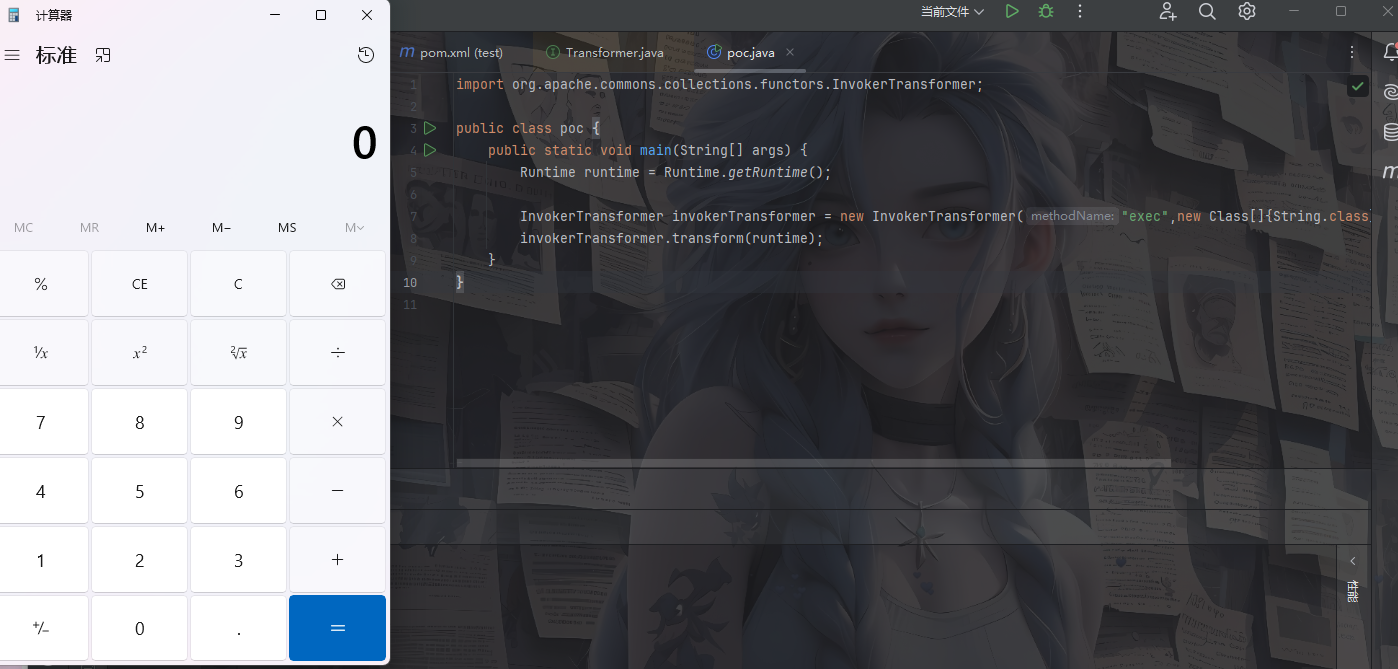 计算器
标准
0
MC MR M+ M− MS M
% CE C
¹/x x² ²√x ÷
7 8 9 ×
4 5 6 −
1 2 3 +
+/− 0 . =
当前文件
pom.xml (test) Transformer.java poc.java
1 import org.apache.commons.collections.functors.InvokerTransformer;
2
3 public class poc {
4 public static void main(String[] args) {
5 Runtime runtime = Runtime.getRuntime();
6
7 InvokerTransformer invokerTransformer = new InvokerTransformer( methodName: "exec",new Class[]{String.class
8 invokerTransformer.transform(runtime);
9 }
10 }
11
性能